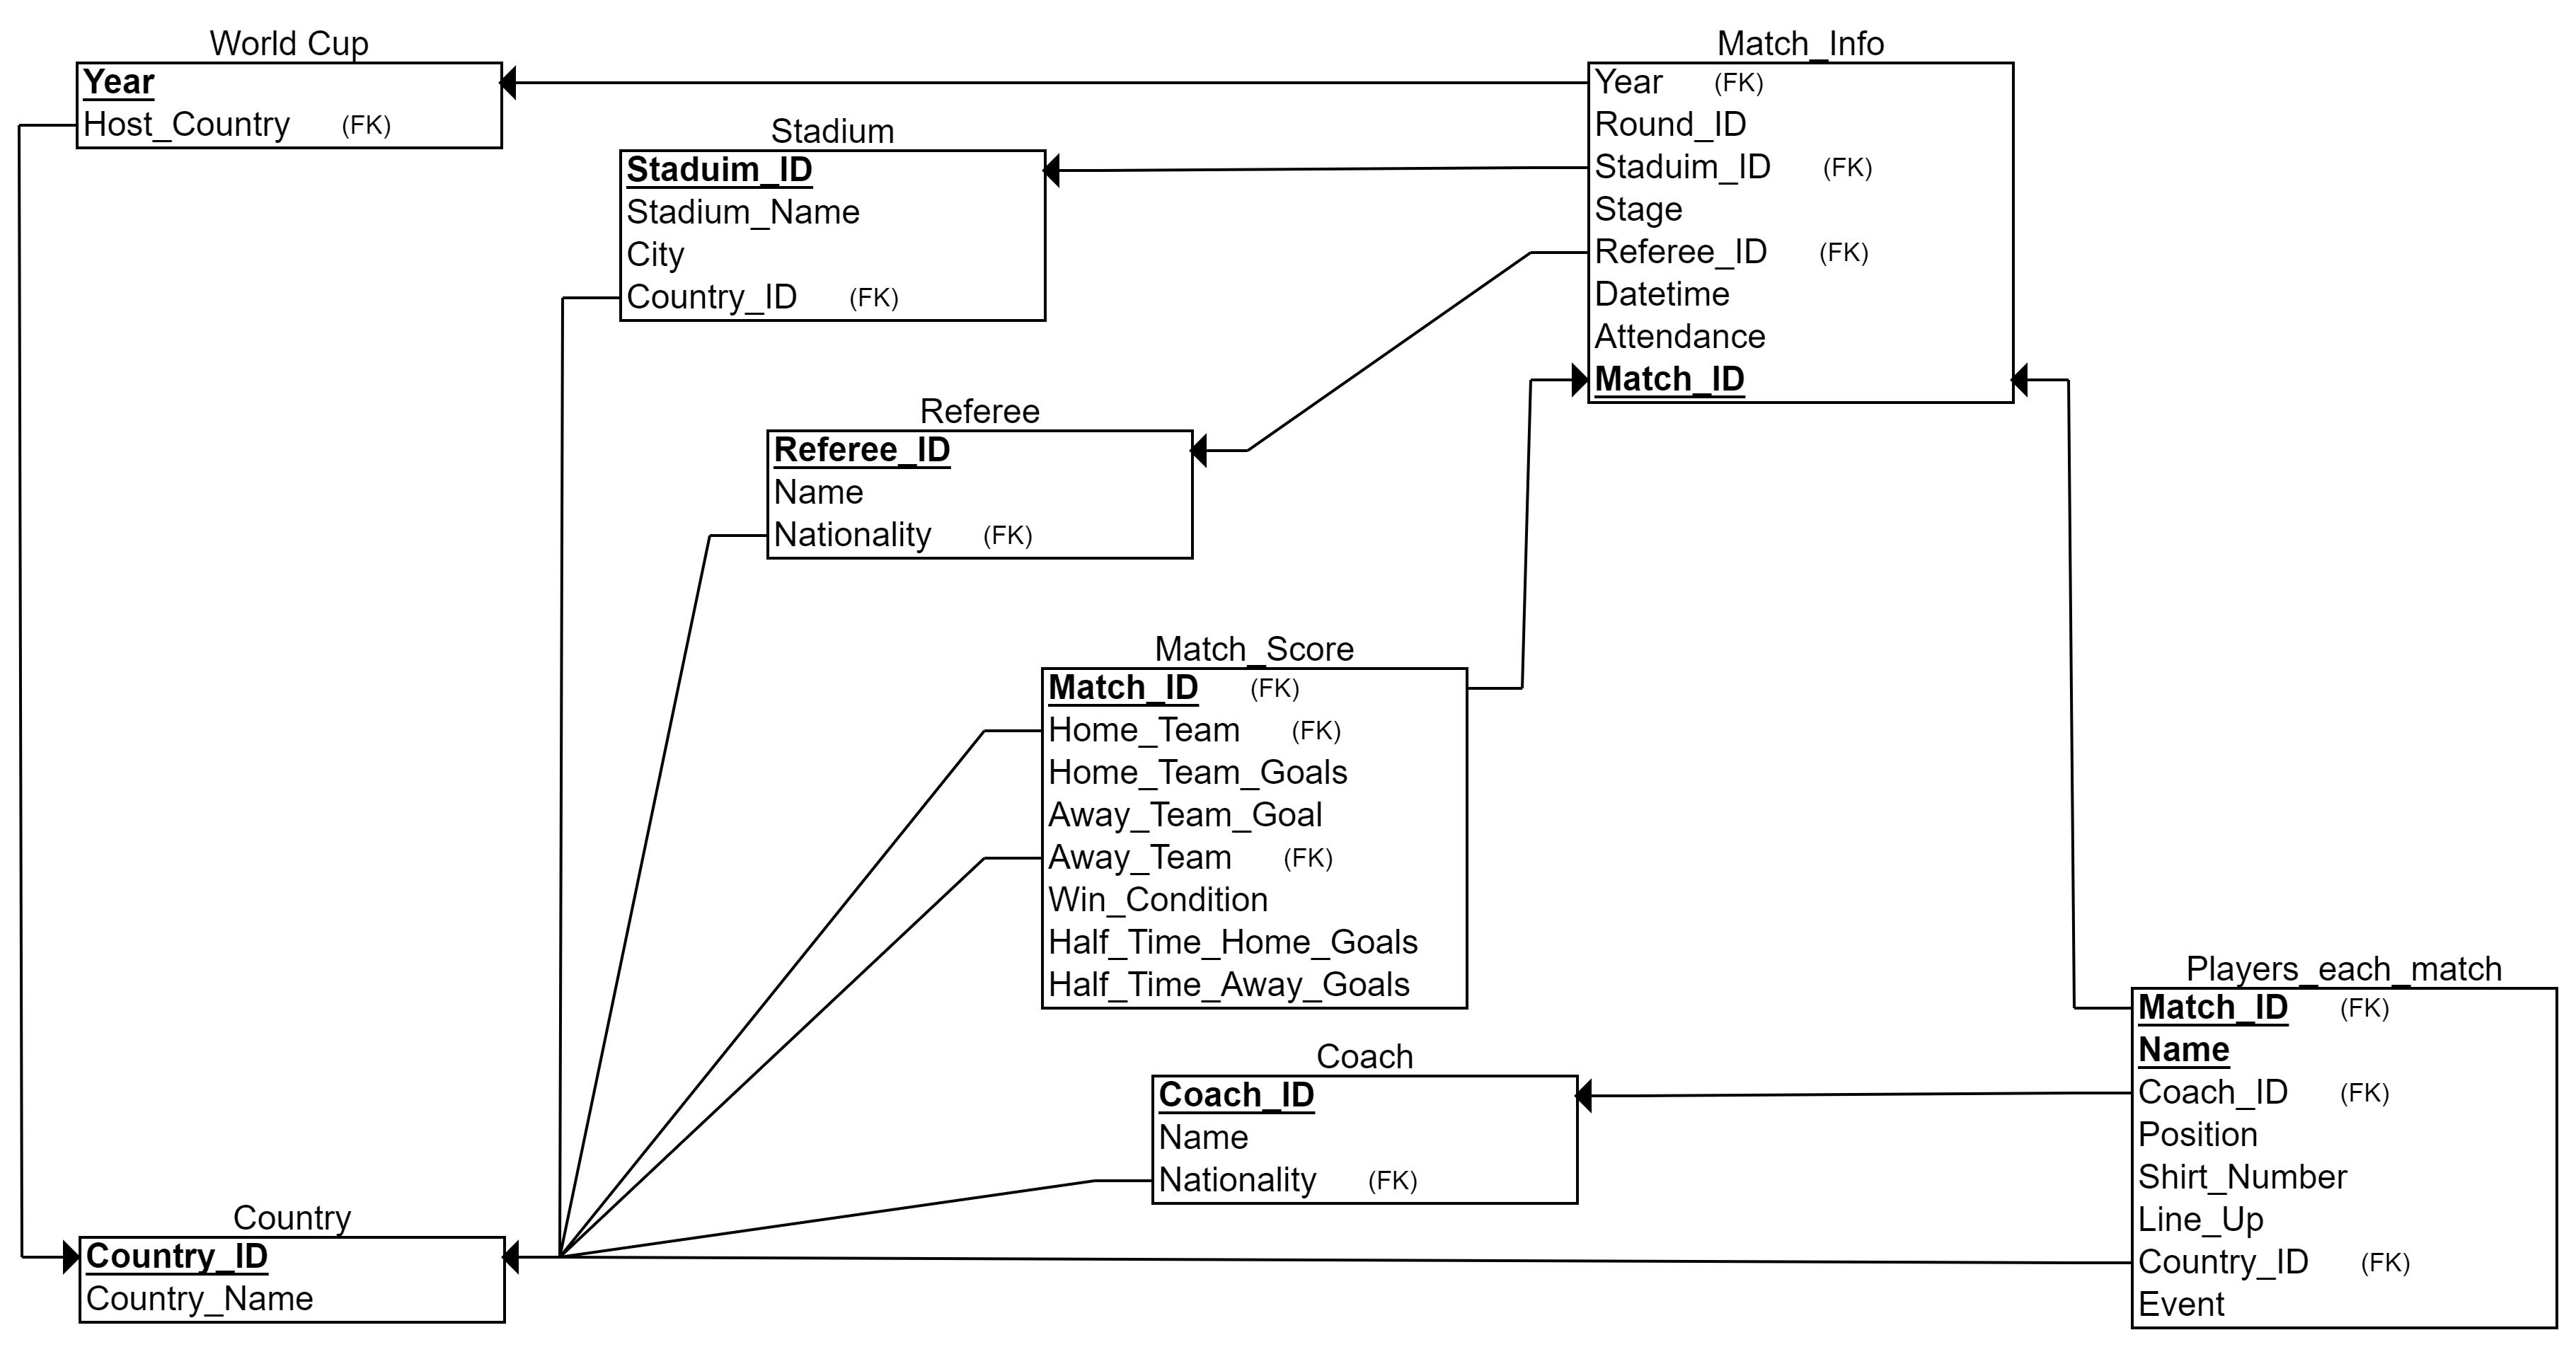 World Cup
Year
Host_Country (FK)
Match_Info
Year (FK)
Round_ID
Staduim_ID (FK)
Stage
Referee_ID (FK)
Datetime
Attendance
Match_ID
Stadium
Staduim_ID
Stadium_Name
City
Country_ID (FK)
Referee
Referee_ID
Name
Nationality (FK)
Match_Score
Match_ID (FK)
Home_Team (FK)
Home_Team_Goals
Away_Team_Goal
Away_Team (FK)
Win_Condition
Half_Time_Home_Goals
Half_Time_Away_Goals
Players_each_match
Match_ID (FK)
Name
Coach_ID (FK)
Position
Shirt_Number
Line_Up
Country_ID (FK)
Event
Coach
Coach_ID
Name
Nationality (FK)
Country
Country_ID
Country_Name